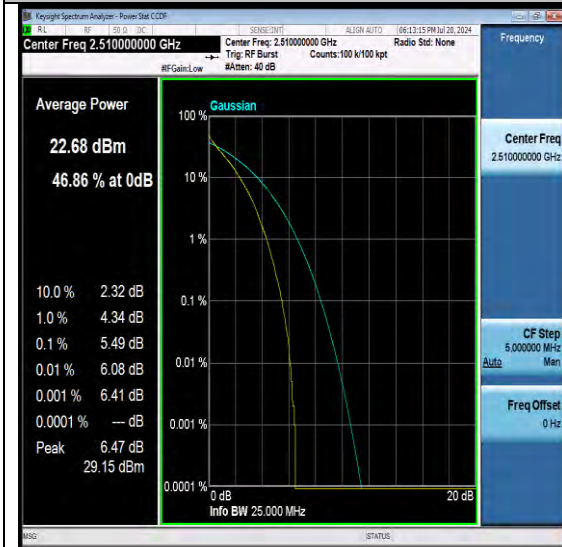 Keysight Spectrum Analyzer - Power Stat CCDF
RL RF 50 Ω DC SENSE:INT ALIGN AUTO 06:13:15 PM Jul 20, 2024
Center Freq 2.510000000 GHz
Center Freq: 2.510000000 GHz
Radio Std: None
Trig: RF Burst
Counts:100 k/100 kpt
#IFGain:Low
#Atten: 40 dB
Frequency
Average Power
22.68 dBm
46.86 % at 0dB
10.0 % 2.32 dB
1.0 % 4.34 dB
0.1 % 5.49 dB
0.01 % 6.08 dB
0.001 % 6.41 dB
0.0001 % --- dB
Peak 6.47 dB
29.15 dBm
Gaussian
100 %
10 %
1 %
0.1 %
0.01 %
0.001 %
0.0001 %
0 dB
20 dB
Info BW 25.000 MHz
Center Freq
2.510000000 GHz
CF Step
5.000000 MHz
Auto Man
Freq Offset
0 Hz
MSG
STATUS